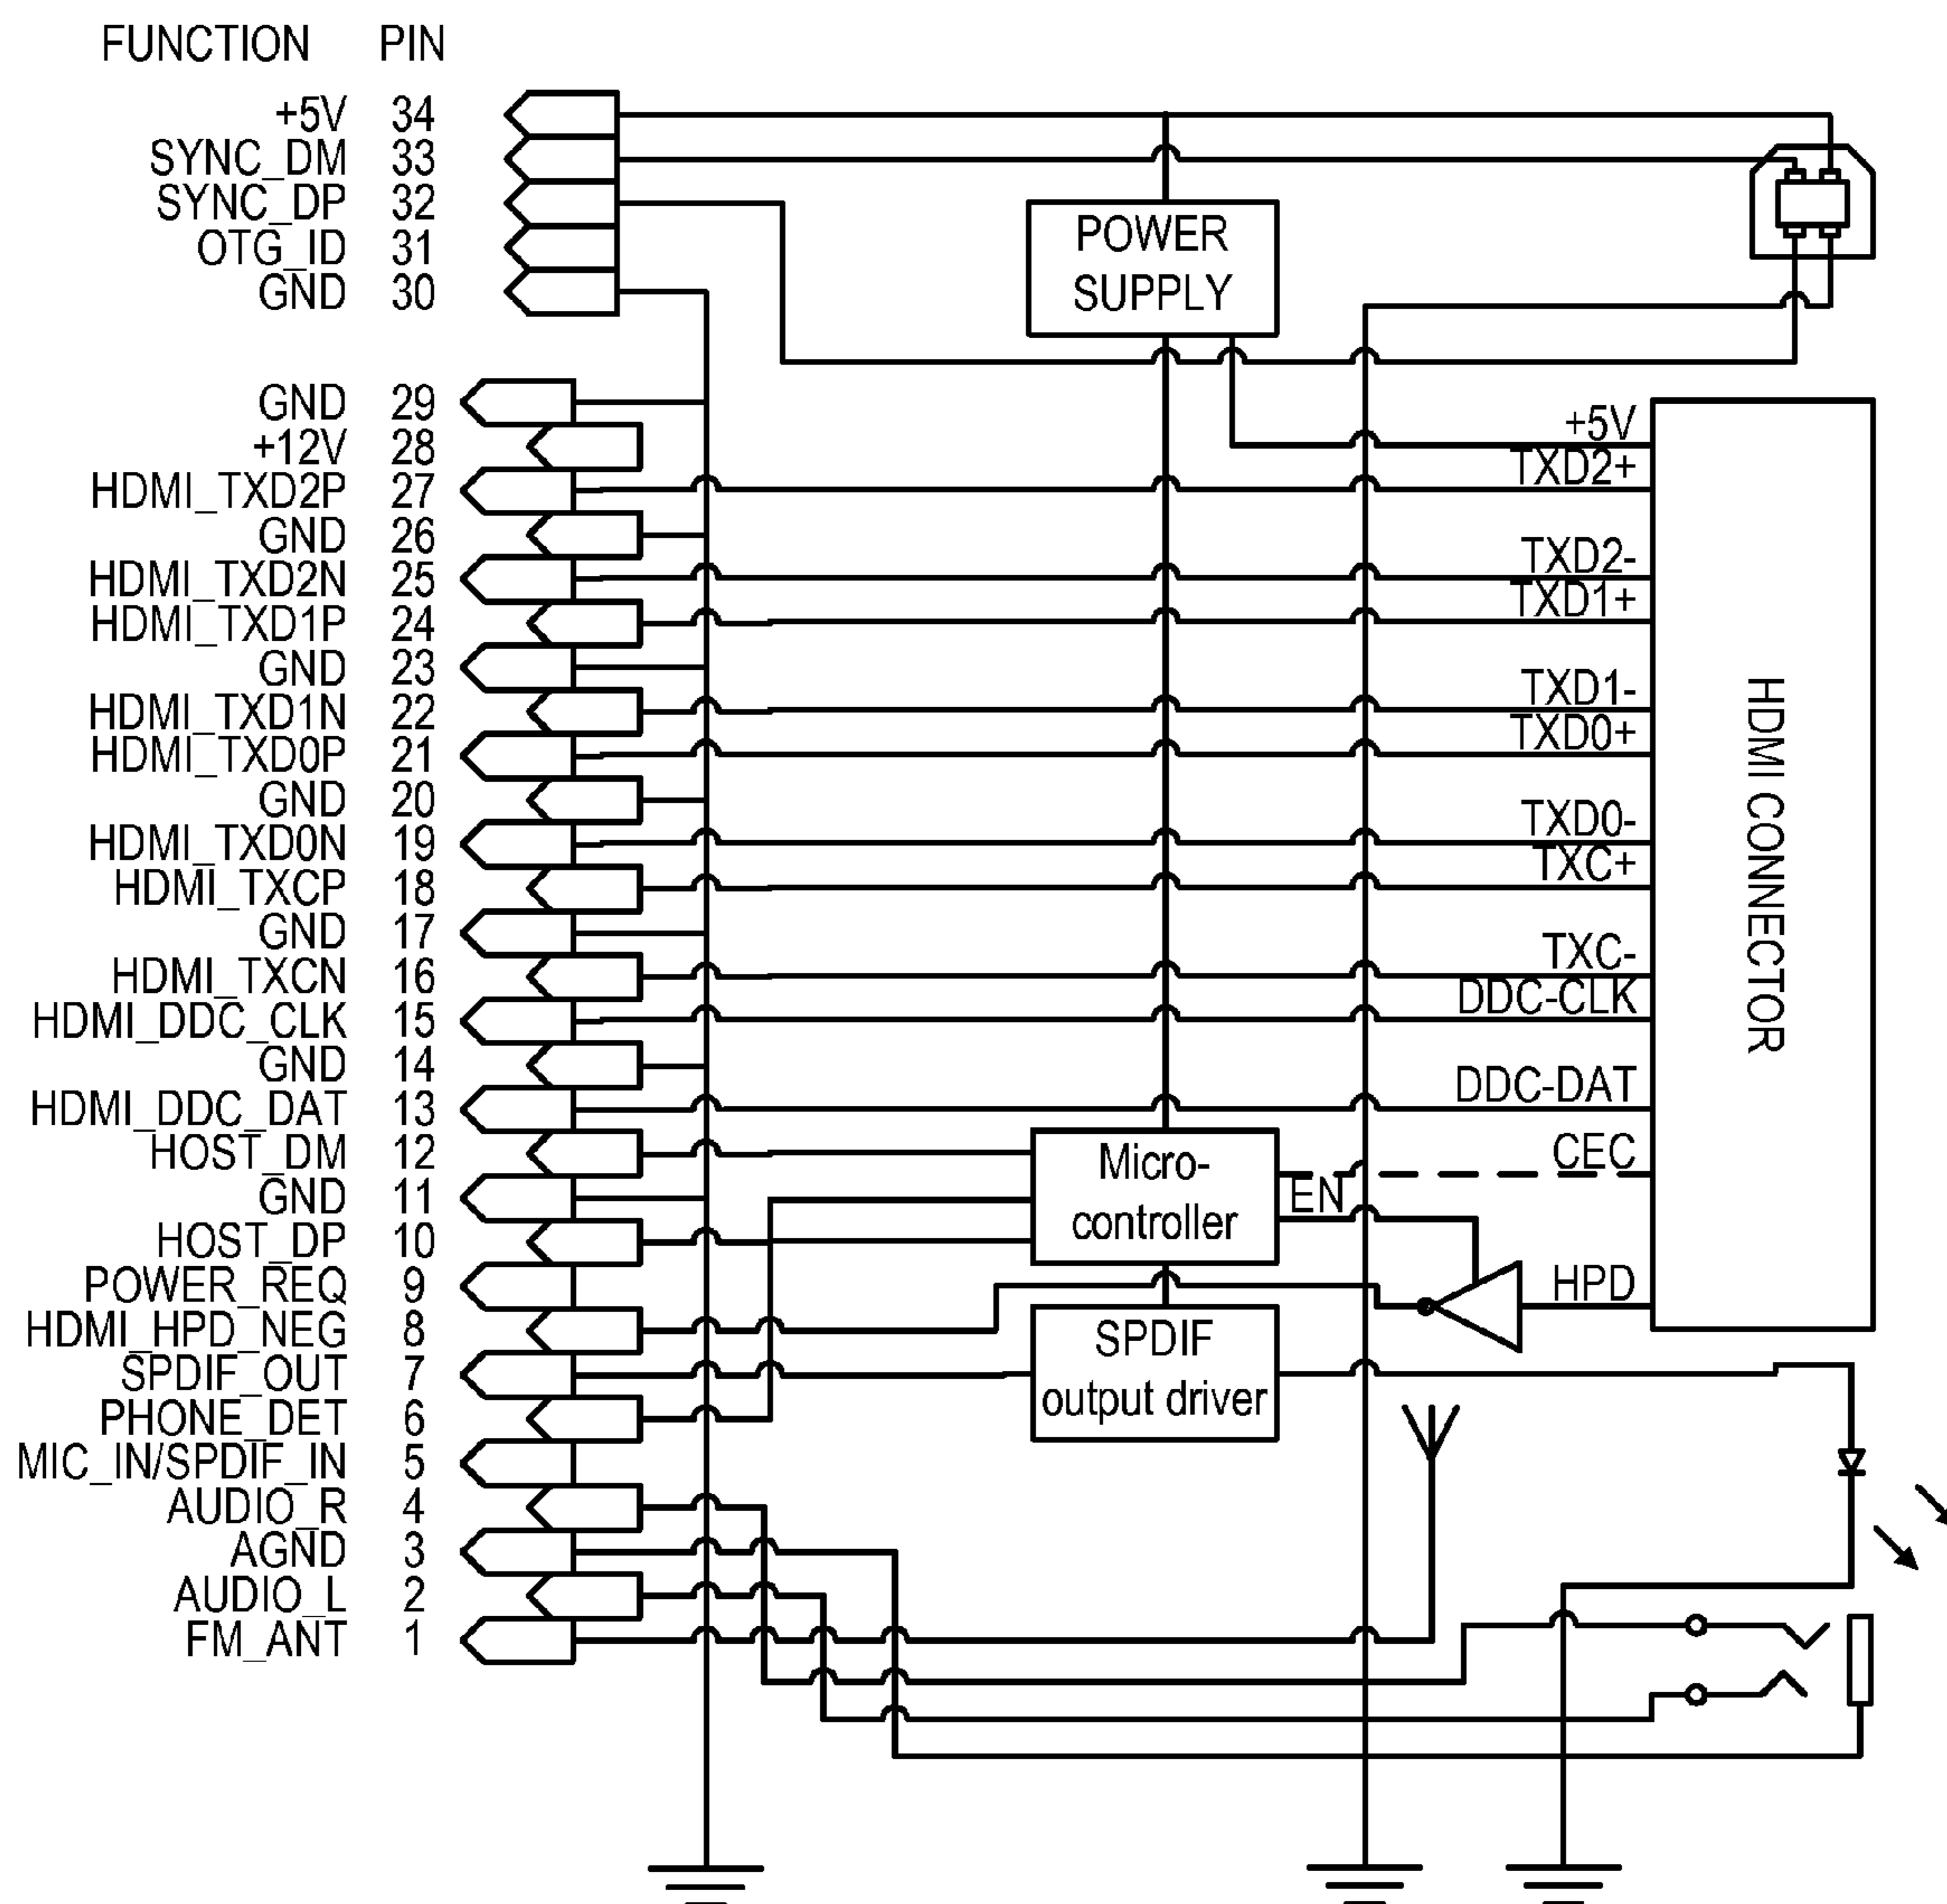 FUNCTION PIN
+5V 34
SYNC_DM 33
SYNC_DP 32
OTG_ID 31
GND 30
GND 29
+12V 28
HDMI_TXD2P 27
GND 26
HDMI_TXD2N 25
HDMI_TXD1P 24
GND 23
HDMI_TXD1N 22
HDMI_TXD0P 21
GND 20
HDMI_TXD0N 19
HDMI_TXCP 18
GND 17
HDMI_TXCN 16
HDMI_DDC_CLK 15
GND 14
HDMI_DDC_DAT 13
HOST_DM 12
GND 11
HOST_DP 10
POWER_REQ 9
HDMI_HPD_NEG 8
SPDIF_OUT 7
PHONE_DET 6
MIC_IN/SPDIF_IN 5
AUDIO_R 4
AGND 3
AUDIO_L 2
FM_ANT 1
POWER
SUPPLY
Micro-
controller
EN
SPDIF
output driver
+5V
TXD2+
TXD2-
TXD1+
TXD1-
TXD0+
TXD0-
TXC+
TXC-
DDC-CLK
DDC-DAT
CEC
HPD
HDMI CONNECTOR